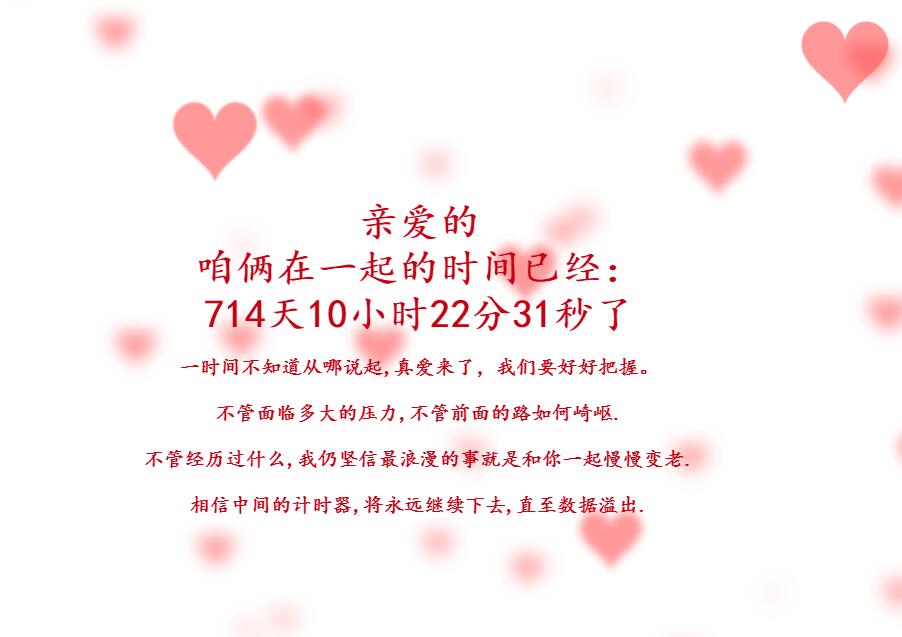 亲爱的
咱俩在一起的时间已经：
714天10小时22分31秒了
一时间不知道从哪说起,真爱来了，我们要好好把握。
不管面临多大的压力,不管前面的路如何崎岖.
不管经历过什么,我仍坚信最浪漫的事就是和你一起慢慢变老.
相信中间的计时器,将永远继续下去,直至数据溢出.